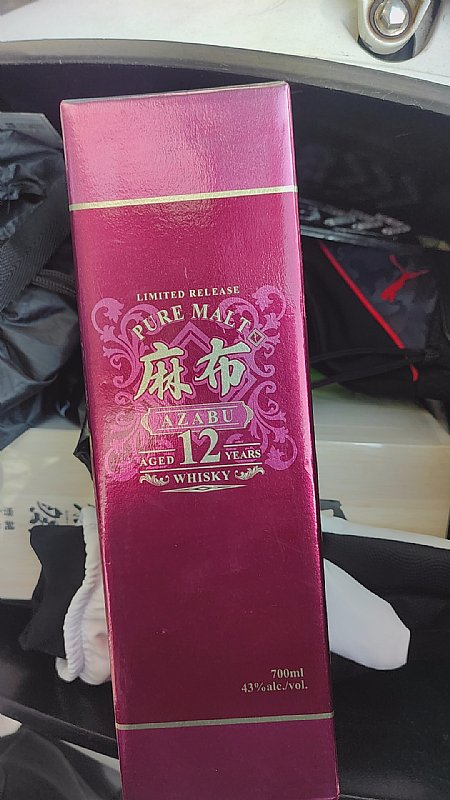 LIMITED RELEASE
PURE MALT
麻布
AZABU
AGED 12 YEARS
WHISKY
700ml
43%alc./vol.